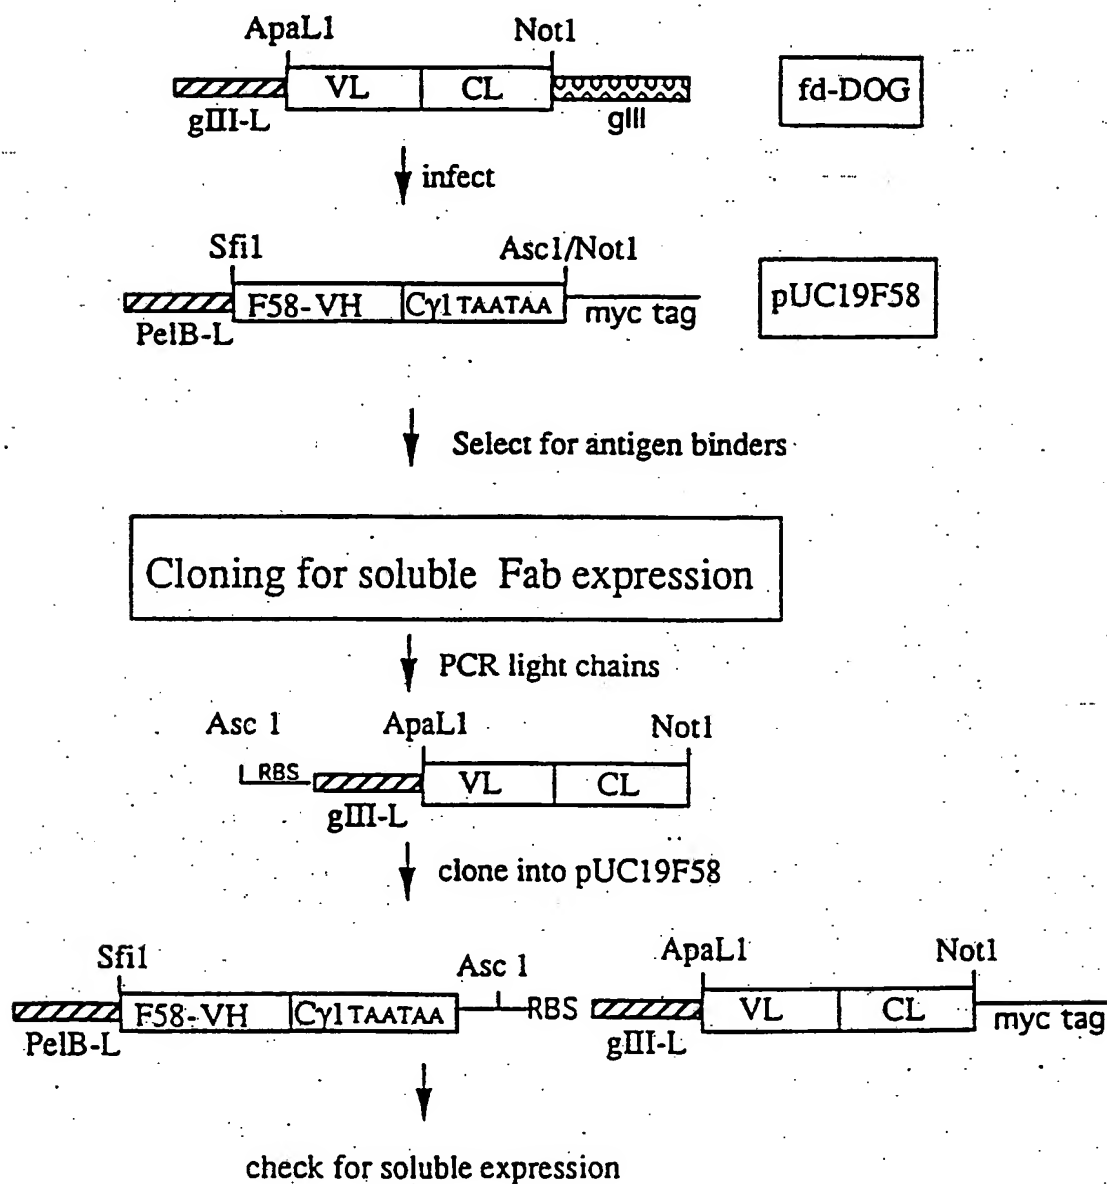 ApaL1 Not1
VL CL
gIII-L gIII
fd-DOG
infect
Sfi1 Asc1/Not1
F58-VH Cγ1 TAATAA
PelB-L myc tag
pUC19F58
Select for antigen binders
Cloning for soluble Fab expression
PCR light chains
Asc 1 ApaL1 Not1
RBS VL CL
gIII-L
clone into pUC19F58
Sfi1 Asc 1 ApaL1 Not1
F58-VH Cγ1 TAATAA RBS VL CL
PelB-L gIII-L myc tag
check for soluble expression